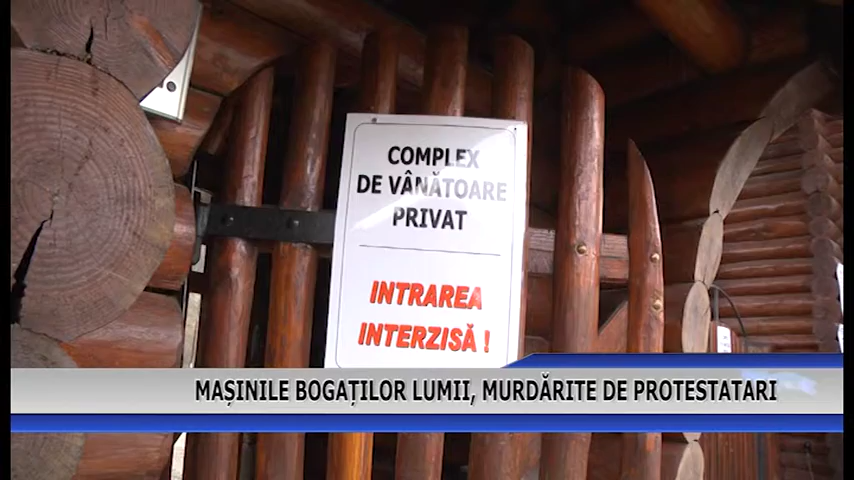 COMPLEX
DE VÂNĂTOARE
PRIVAT
INTRAREA
INTERZISĂ !
MAȘINILE BOGAȚILOR LUMII, MURDĂRITE DE PROTESTATARI